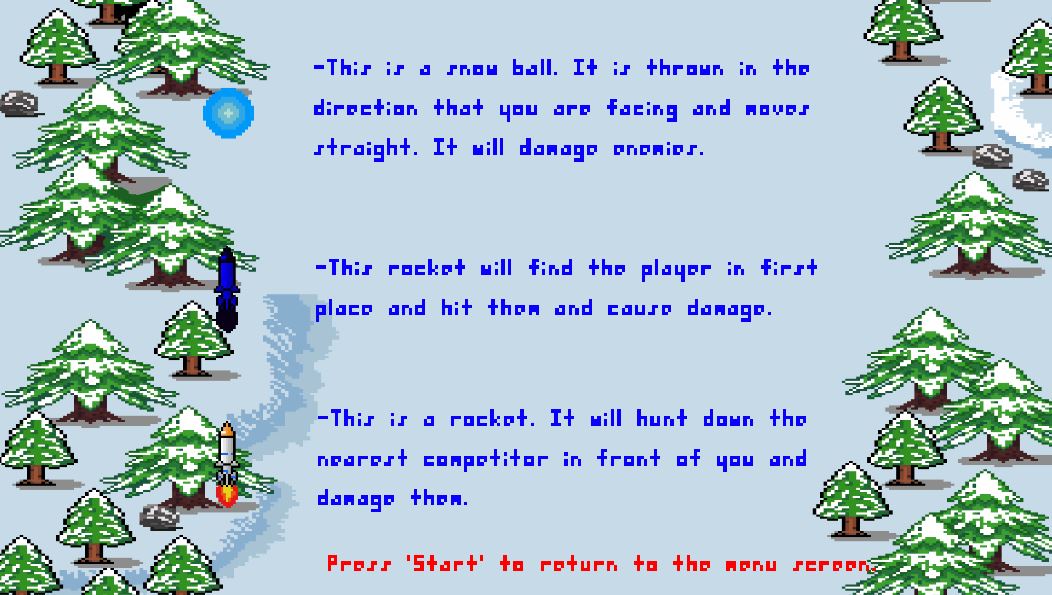 -This is a snow ball. It is thrown in the
direction that you are facing and moves
straight. It will damage enemies.
-This rocket will find the player in first
place and hit them and cause damage.
-This is a rocket. It will hunt down the
nearest competitor in front of you and
damage them.
Press 'Start' to return to the menu screen.